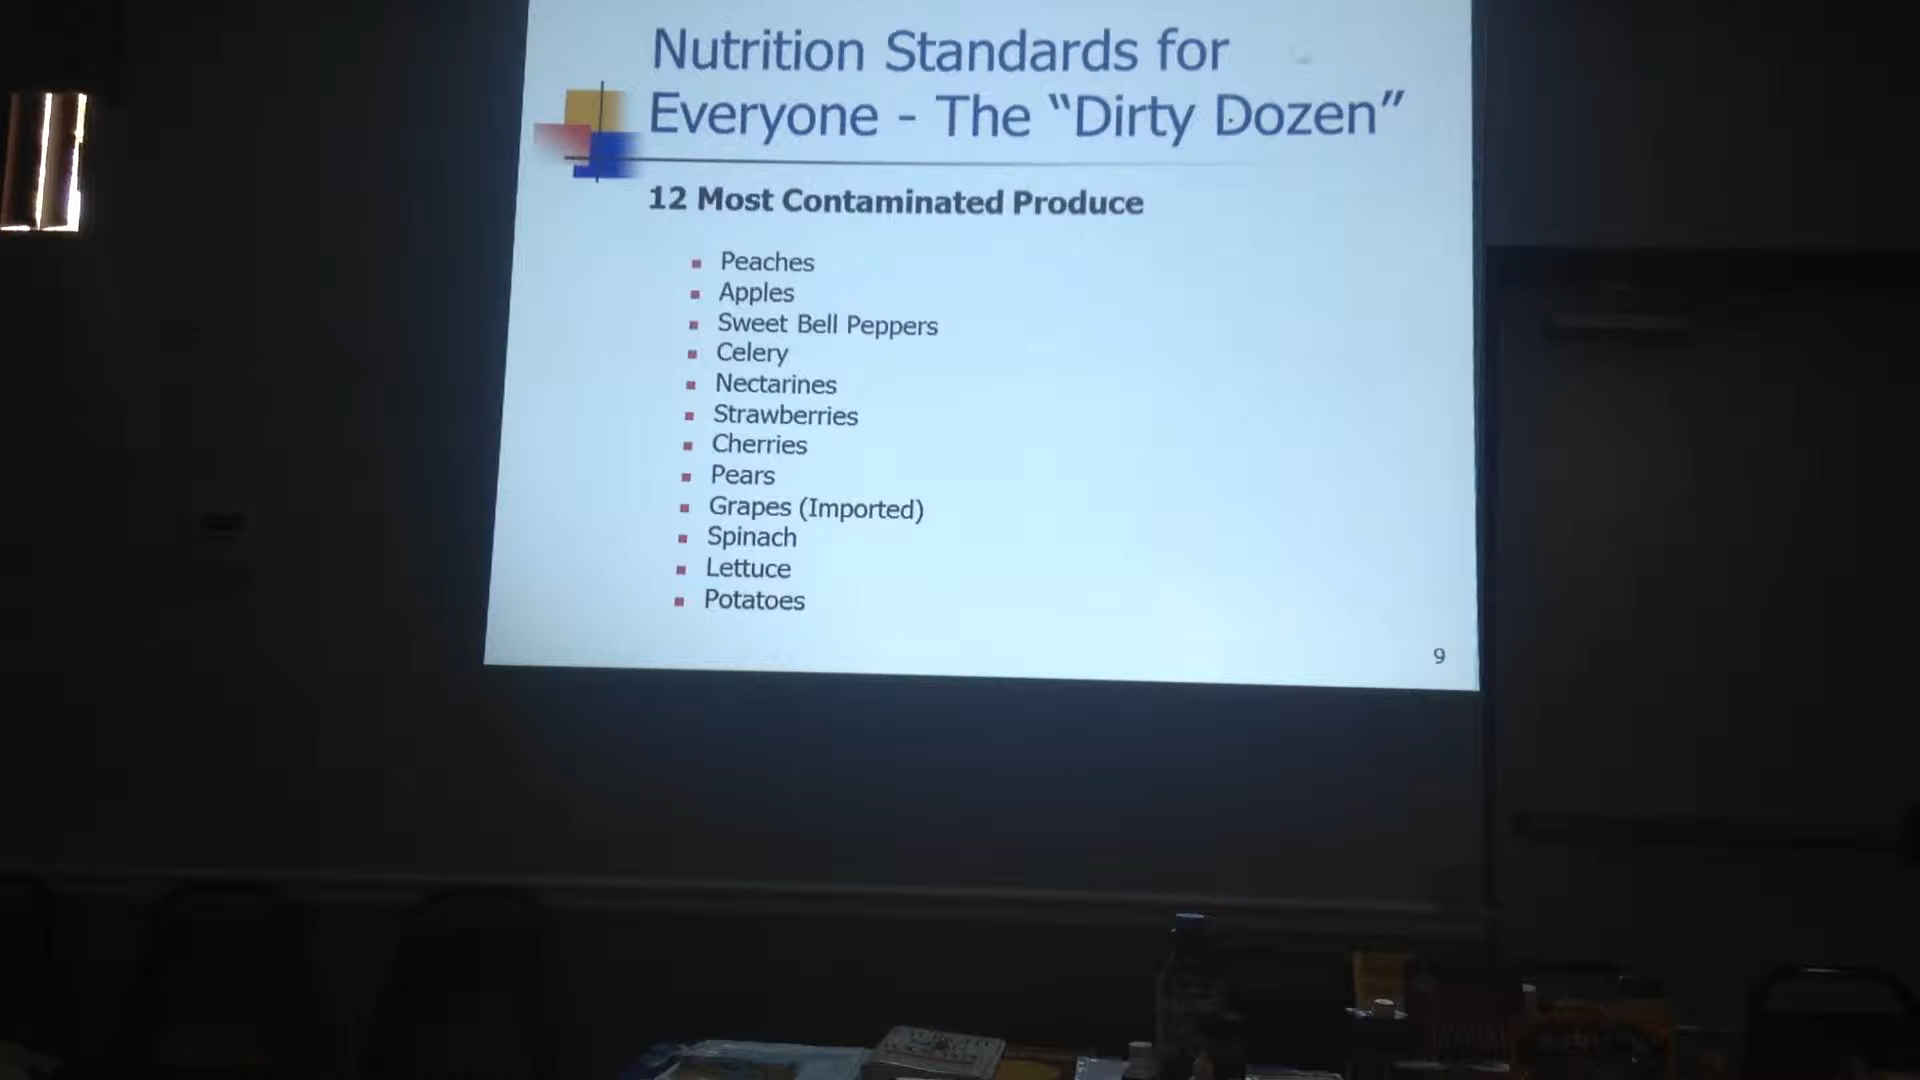 Nutrition Standards for
Everyone - The “Dirty Dozen”
12 Most Contaminated Produce
Peaches
Apples
Sweet Bell Peppers
Celery
Nectarines
Strawberries
Cherries
Pears
Grapes (Imported)
Spinach
Lettuce
Potatoes
9